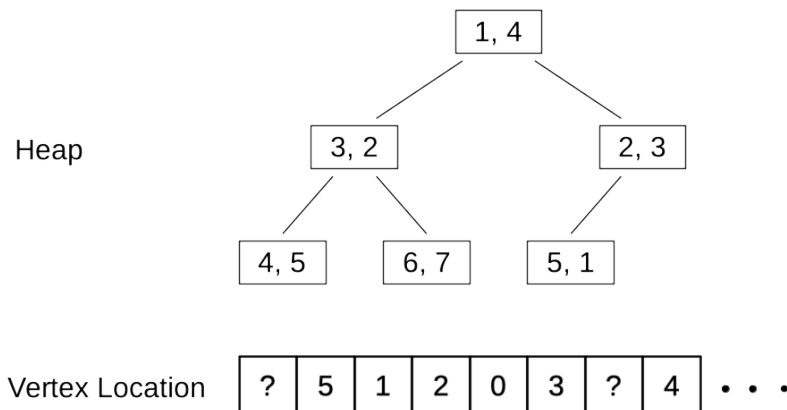 1, 4
Heap 3, 2 2, 3
4, 5 6, 7 5, 1
Vertex Location ? 5 1 2 0 3 ? 4 • • •